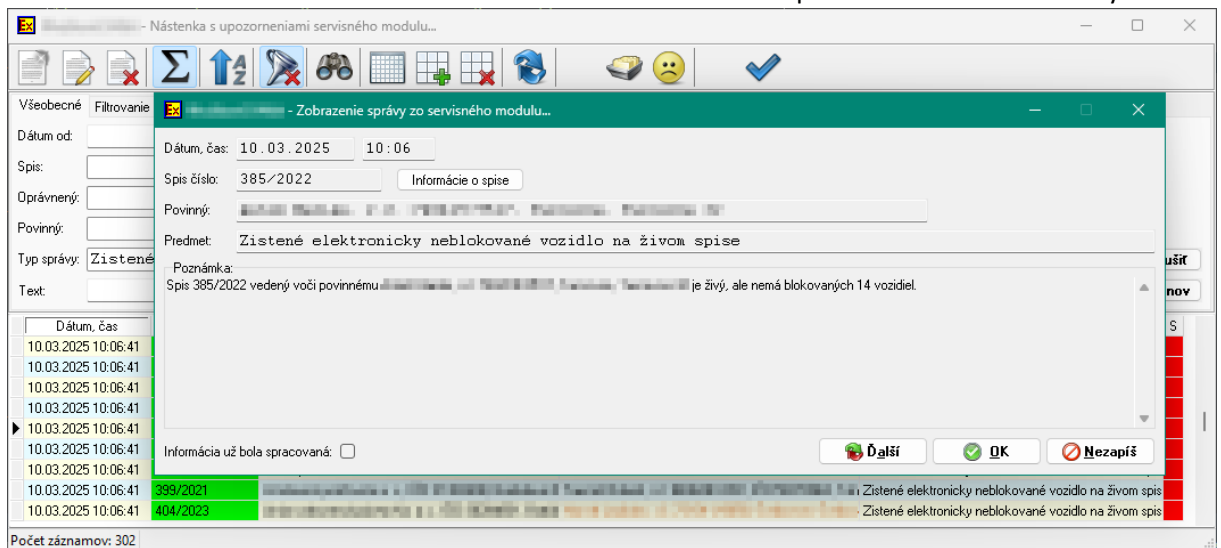 - Nástenka s upozorneniami servisného modulu...
Všeobecné Filtrovanie
Dátum od:
Spis:
Oprávnený:
Povinný:
Typ správy: Zistené
Text:
ušiť
nov
- Zobrazenie správy zo servisného modulu...
Dátum, čas: 10.03.2025 10:06
Spis číslo: 385/2022 Informácie o spise
Povinný:
Predmet: Zistené elektronicky neblokované vozidlo na živom spise
Poznámka:
Spis 385/2022 vedený voči povinnému je živý, ale nemá blokovaných 14 vozidiel.
Informácia už bola spracovaná: Ďalší OK Nezapíš
Dátum, čas S
10.03.2025 10:06:41
10.03.2025 10:06:41
10.03.2025 10:06:41
10.03.2025 10:06:41
10.03.2025 10:06:41
10.03.2025 10:06:41
10.03.2025 10:06:41
10.03.2025 10:06:41 399/2021 Zistené elektronicky neblokované vozidlo na živom spis
10.03.2025 10:06:41 404/2023 Zistené elektronicky neblokované vozidlo na živom spis
Počet záznamov: 302